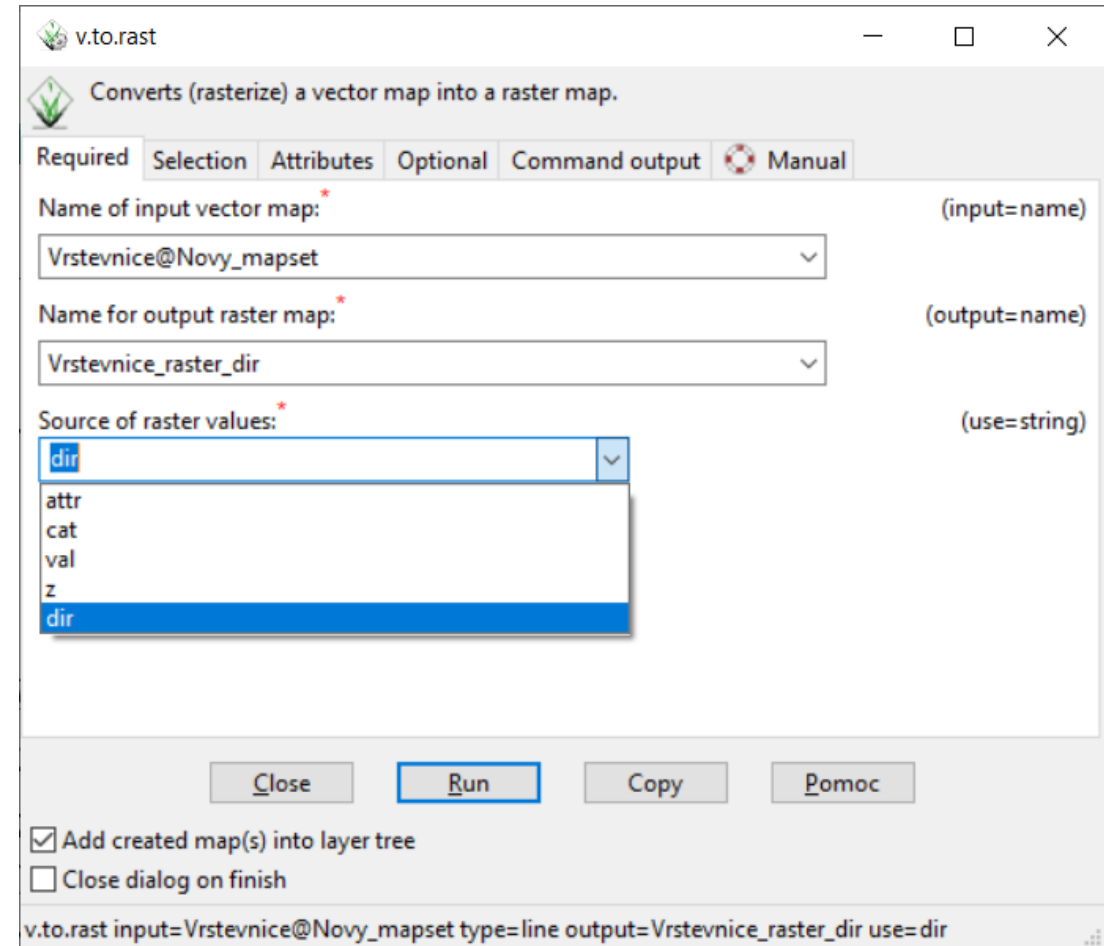 v.to.rast
Converts (rasterize) a vector map into a raster map.
Required Selection Attributes Optional Command output Manual
Name of input vector map:* (input=name)
Vrstevnice@Novy_mapset
Name for output raster map:* (output=name)
Vrstevnice_raster_dir
Source of raster values:* (use=string)
dir
attr
cat
val
z
dir
Close Run Copy Pomoc
Add created map(s) into layer tree
Close dialog on finish
v.to.rast input=Vrstevnice@Novy_mapset type=line output=Vrstevnice_raster_dir use=dir